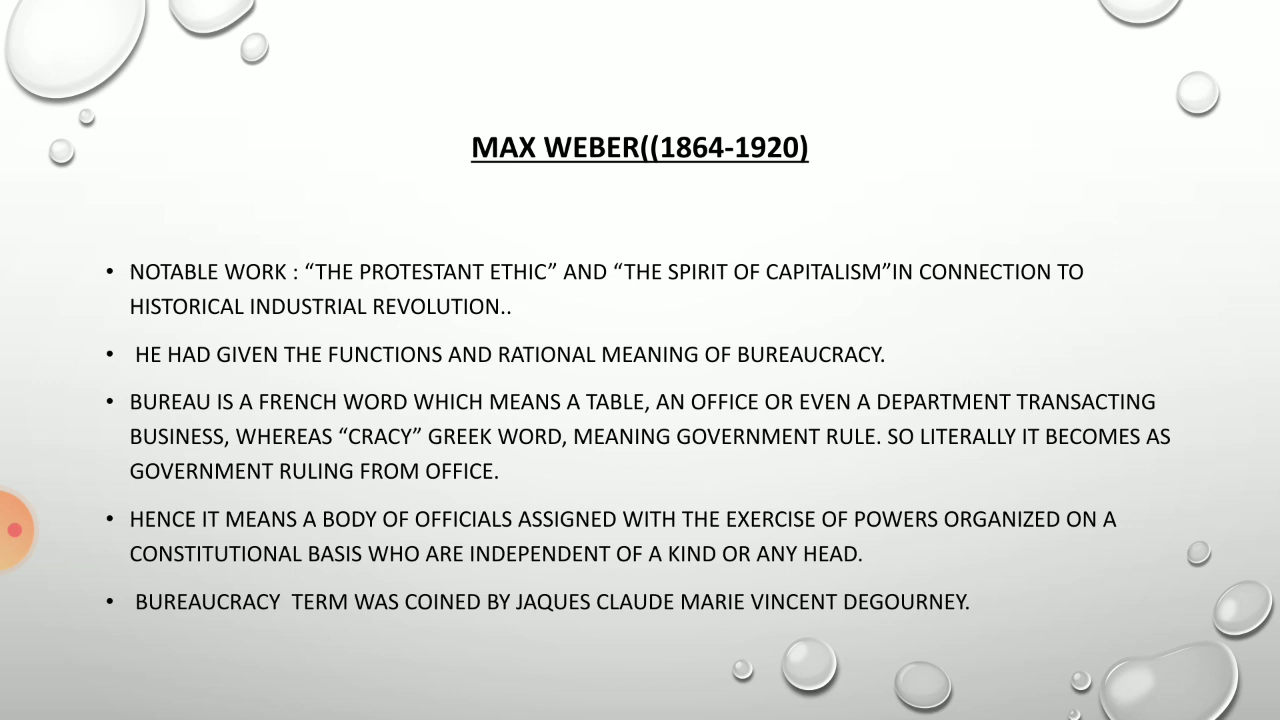 MAX WEBER((1864-1920)
• NOTABLE WORK : “THE PROTESTANT ETHIC” AND “THE SPIRIT OF CAPITALISM”IN CONNECTION TO
HISTORICAL INDUSTRIAL REVOLUTION..
• HE HAD GIVEN THE FUNCTIONS AND RATIONAL MEANING OF BUREAUCRACY.
• BUREAU IS A FRENCH WORD WHICH MEANS A TABLE, AN OFFICE OR EVEN A DEPARTMENT TRANSACTING
BUSINESS, WHEREAS “CRACY” GREEK WORD, MEANING GOVERNMENT RULE. SO LITERALLY IT BECOMES AS
GOVERNMENT RULING FROM OFFICE.
• HENCE IT MEANS A BODY OF OFFICIALS ASSIGNED WITH THE EXERCISE OF POWERS ORGANIZED ON A
CONSTITUTIONAL BASIS WHO ARE INDEPENDENT OF A KIND OR ANY HEAD.
• BUREAUCRACY  TERM WAS COINED BY JAQUES CLAUDE MARIE VINCENT DEGOURNEY.